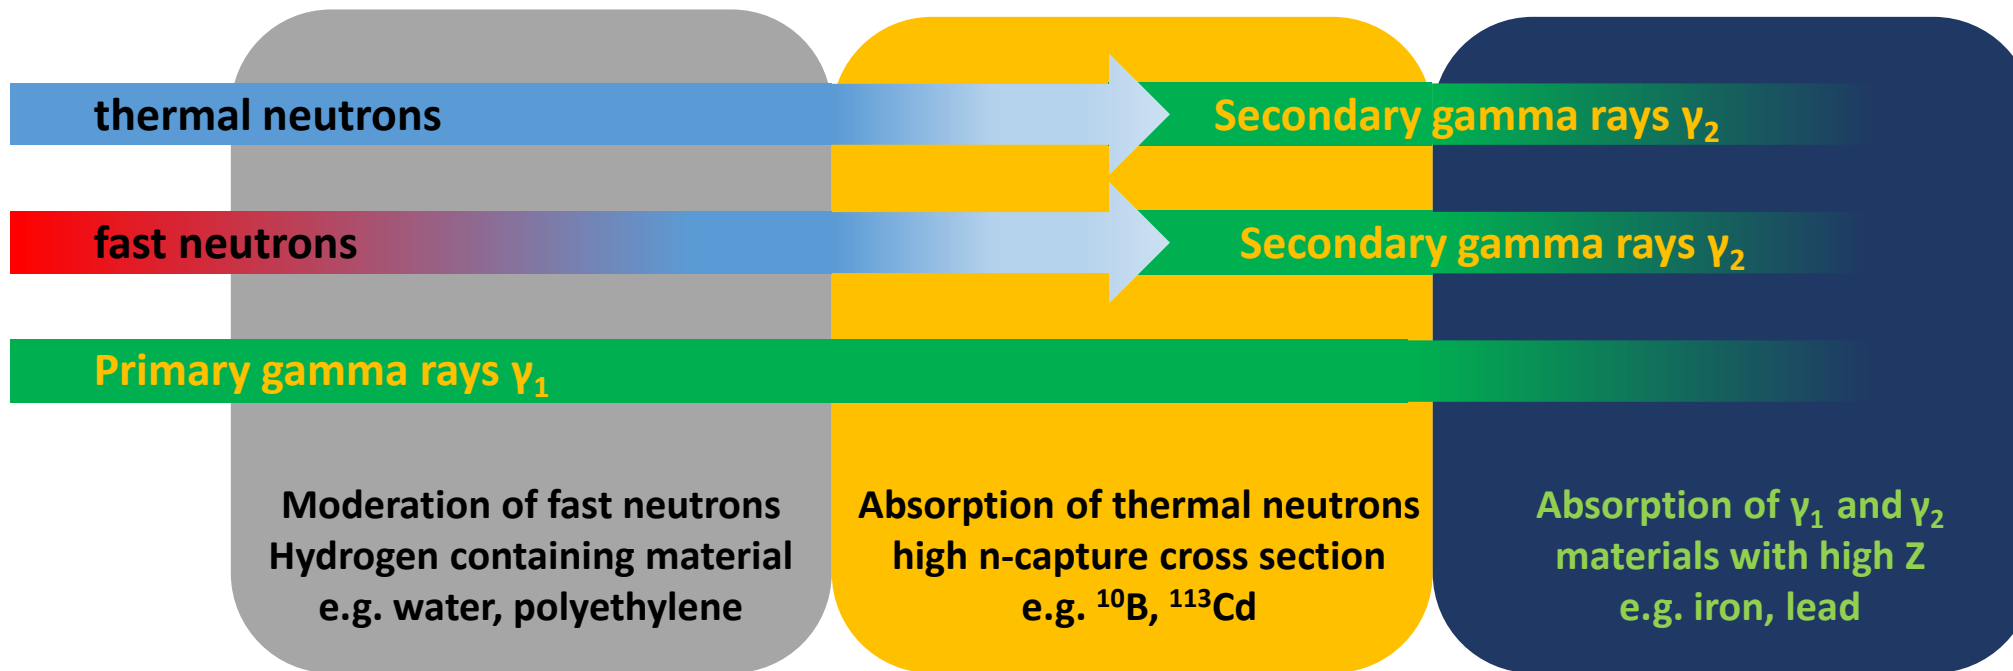 thermal neutrons
Secondary gamma rays γ₂
fast neutrons
Secondary gamma rays γ₂
Primary gamma rays γ₁
Moderation of fast neutrons
Hydrogen containing material
e.g. water, polyethylene
Absorption of thermal neutrons
high n-capture cross section
e.g. ¹⁰B, ¹¹³Cd
Absorption of γ₁ and γ₂
materials with high Z
e.g. iron, lead